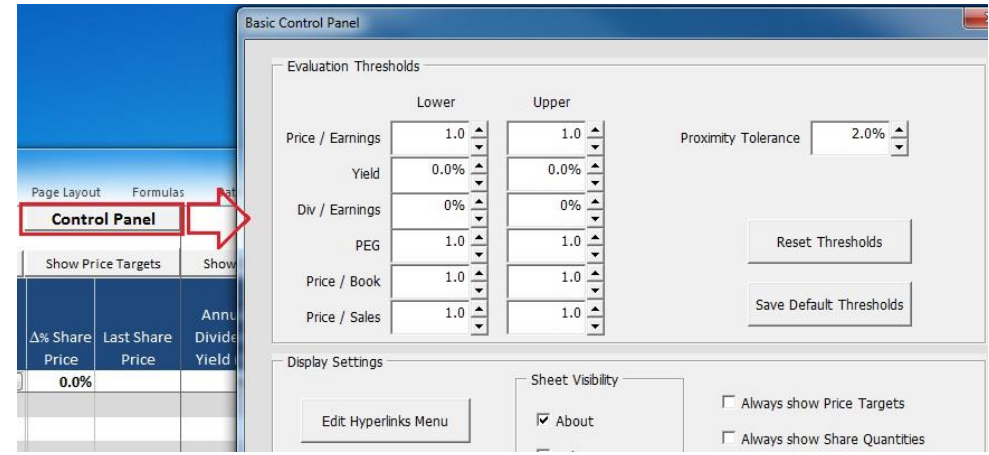 Basic Control Panel
Evaluation Thresholds
Lower Upper
Price / Earnings 1.0 1.0 Proximity Tolerance 2.0%
Yield 0.0% 0.0%
Div / Earnings 0% 0%
PEG 1.0 1.0 Reset Thresholds
Price / Book 1.0 1.0
Price / Sales 1.0 1.0 Save Default Thresholds
Display Settings
Sheet Visibility
Edit Hyperlinks Menu About Always show Price Targets
Always show Share Quantities
Page Layout Formulas
Control Panel
Show Price Targets Show
Δ% Share Price Last Share Price
0.0%